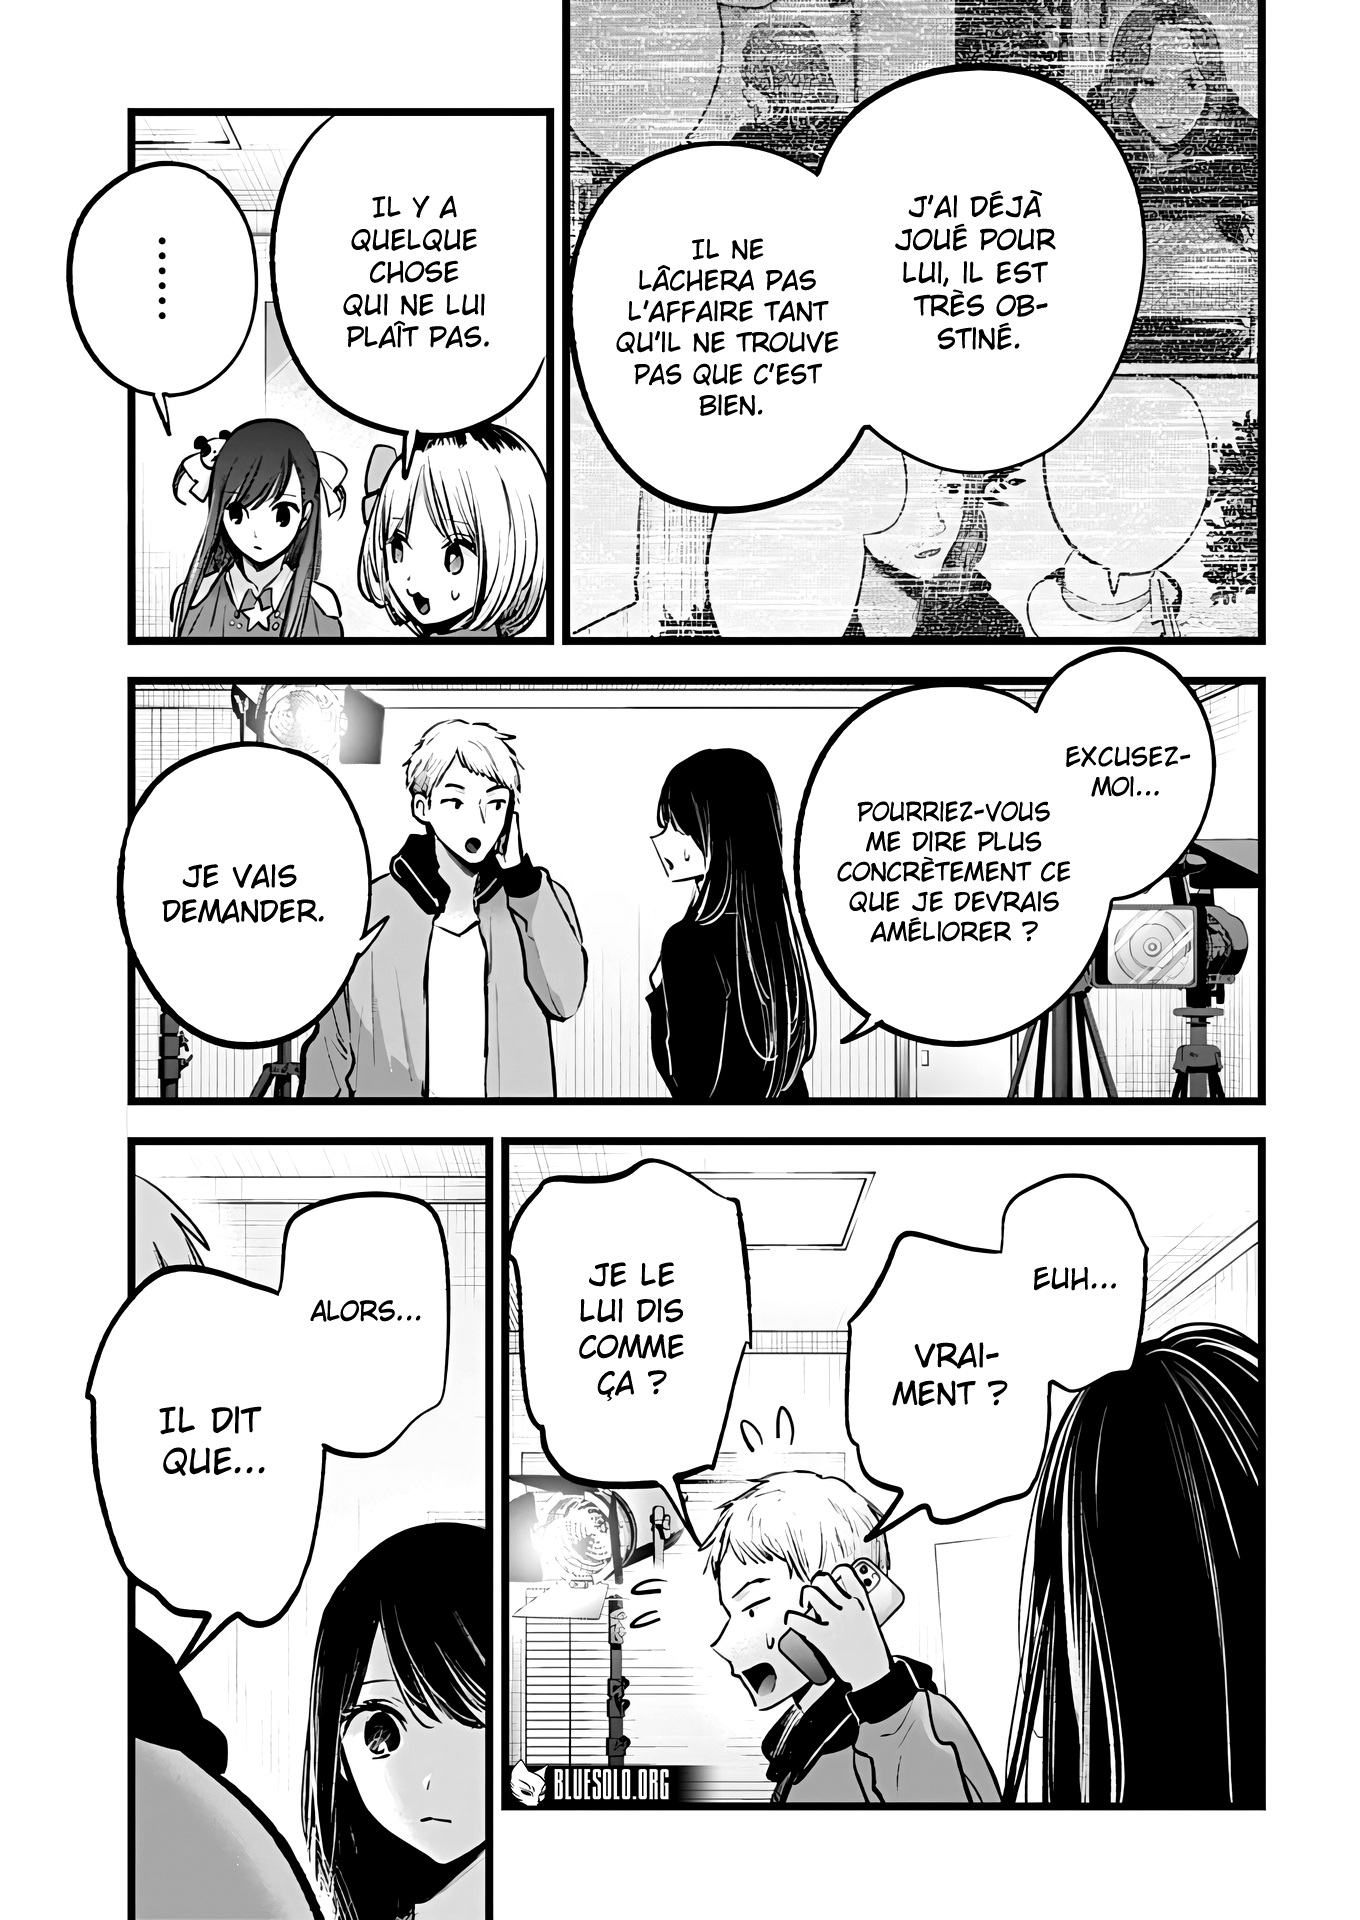 J'AI DÉJÀ
JOUÉ POUR
LUI, IL EST
TRÈS OB-
STINÉ.
IL NE
LÂCHERA PAS
L'AFFAIRE TANT
QU'IL NE TROUVE
PAS QUE C'EST
BIEN.
IL Y A
QUELQUE
CHOSE
QUI NE LUI
PLAÎT PAS.
......
EXCUSEZ-
MOI...
POURRIEZ-VOUS
ME DIRE PLUS
CONCRÈTEMENT CE
QUE JE DEVRAIS
AMÉLIORER ?
JE VAIS
DEMANDER.
EUH...
VRAI-
MENT ?
JE LE
LUI DIS
COMME
ÇA ?
BLUESOLO.ORG
ALORS...
IL DIT
QUE...